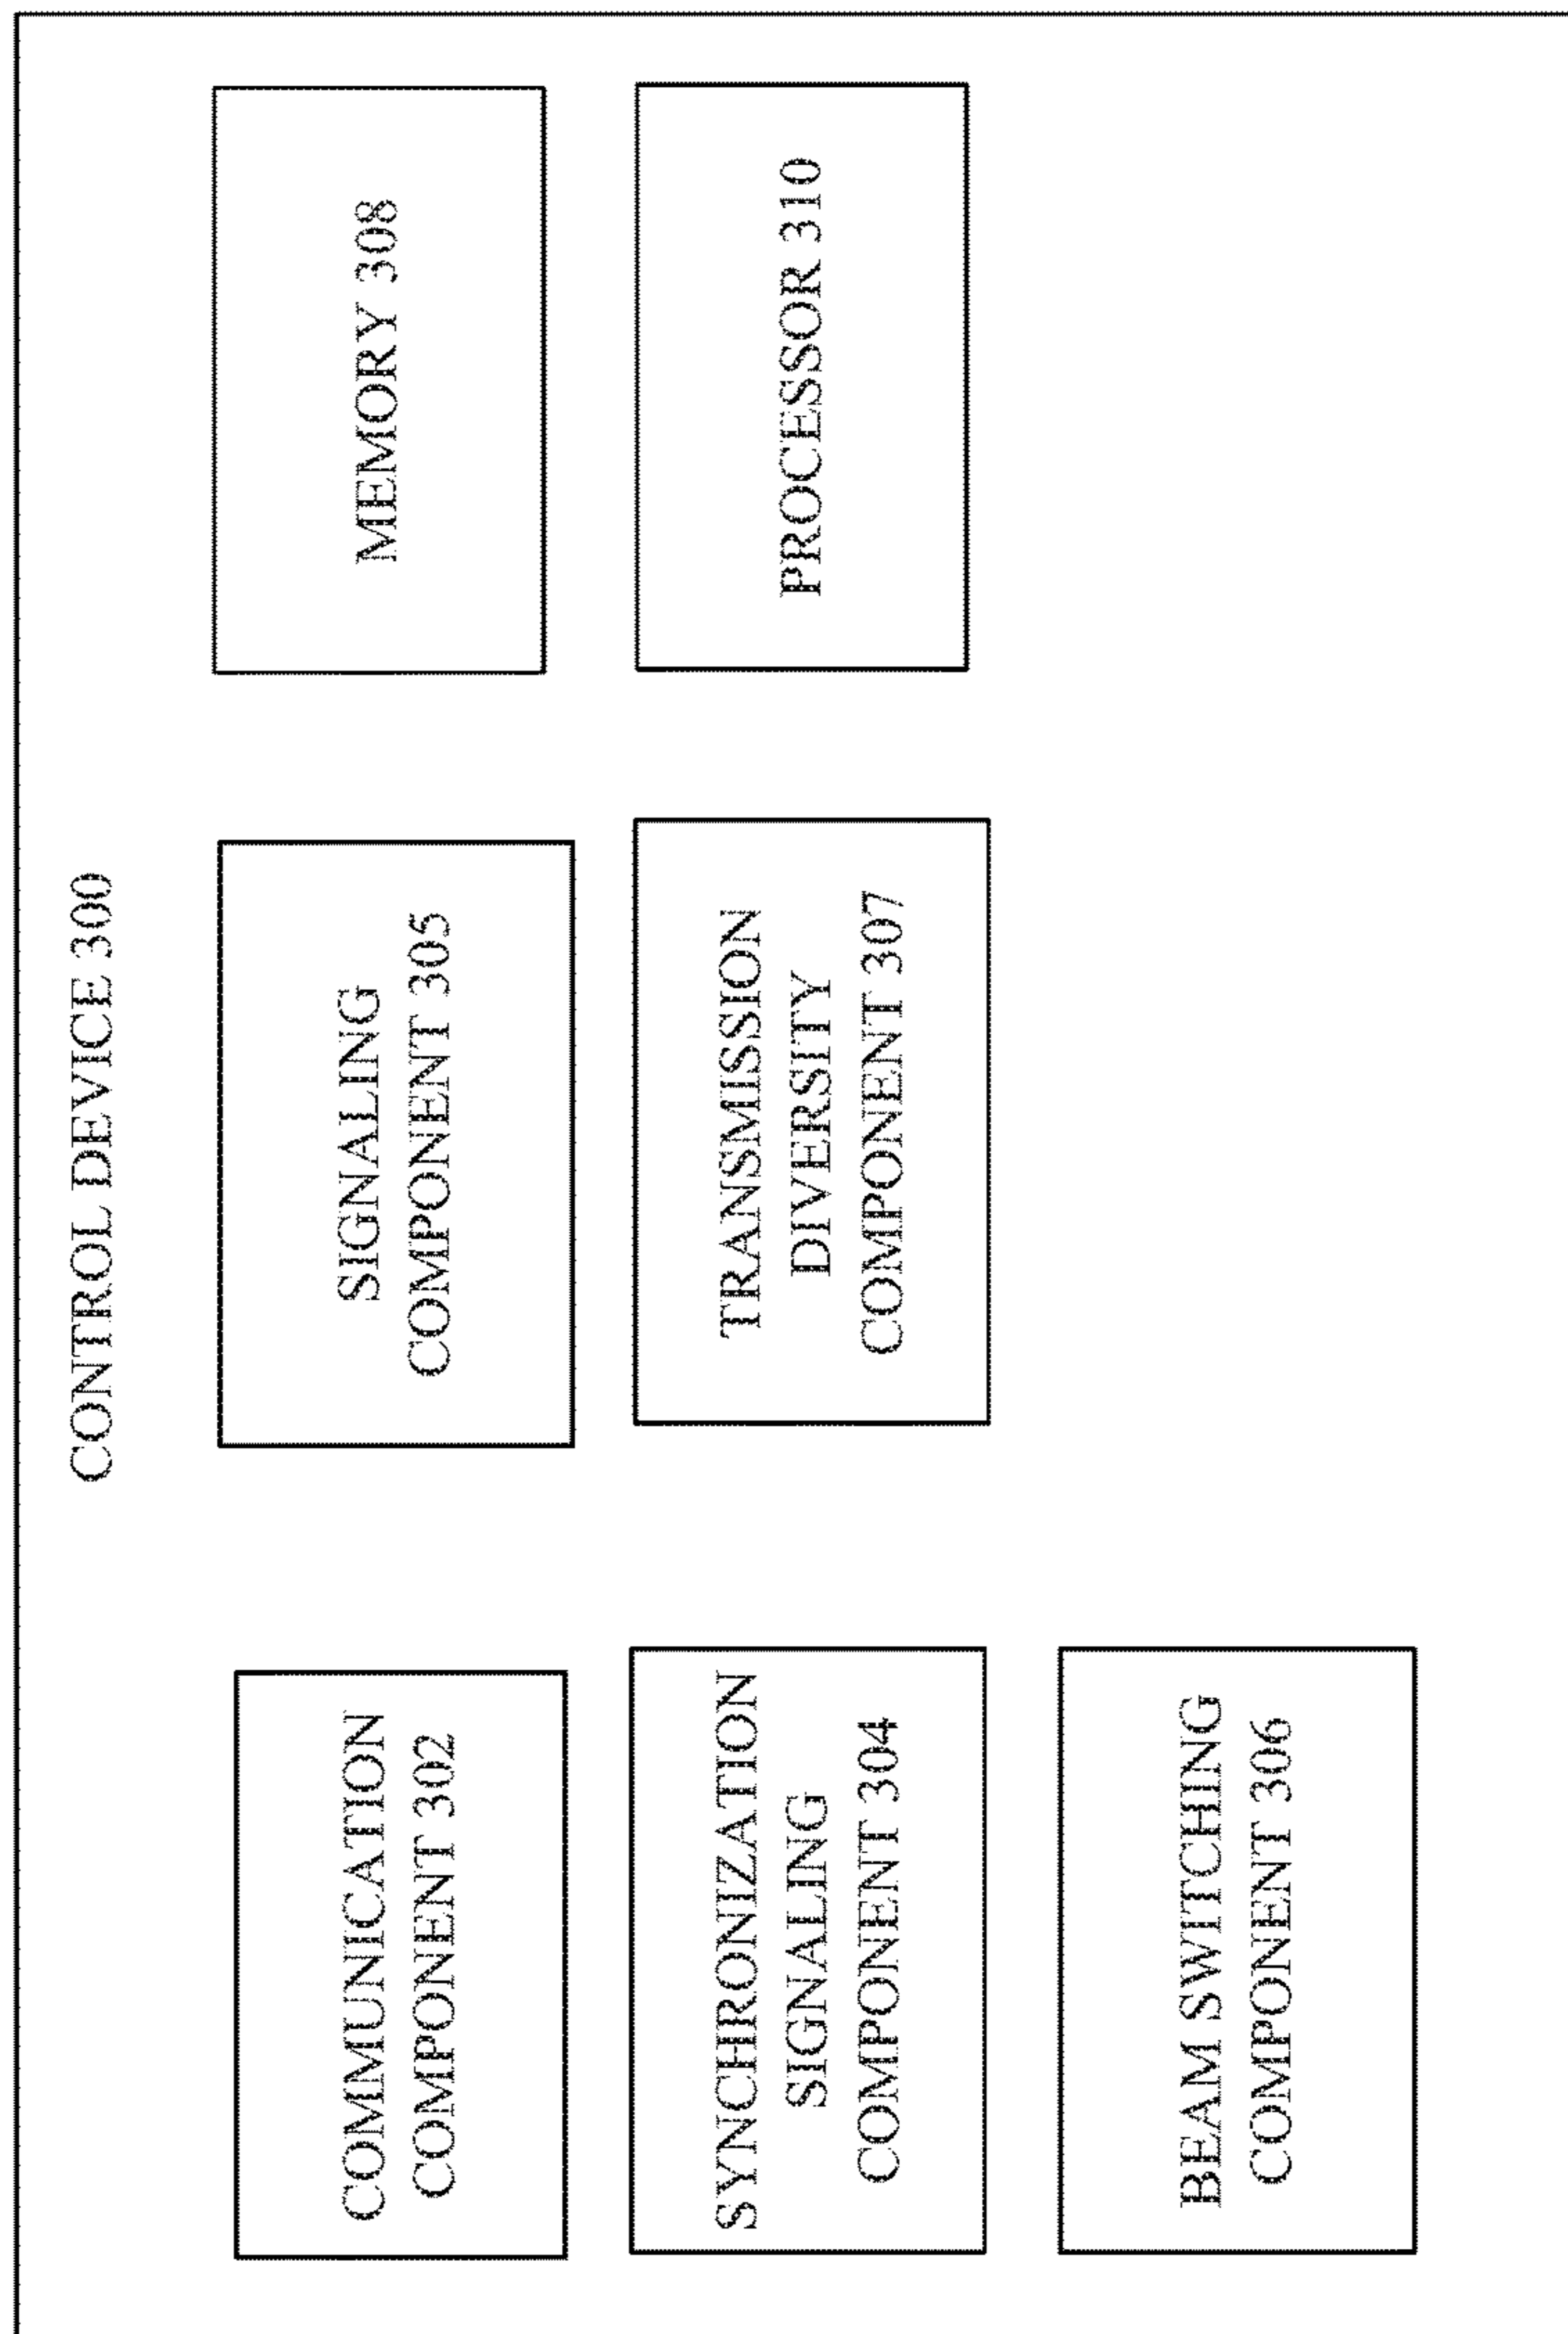 CONTROL DEVICE 300
COMMUNICATION
COMPONENT 302
SIGNALING
COMPONENT 305
MEMORY 308
SYNCHRONIZATION
SIGNALING
COMPONENT 304
TRANSMISSION
DIVERSITY
COMPONENT 307
PROCESSOR 310
BEAM SWITCHING
COMPONENT 306